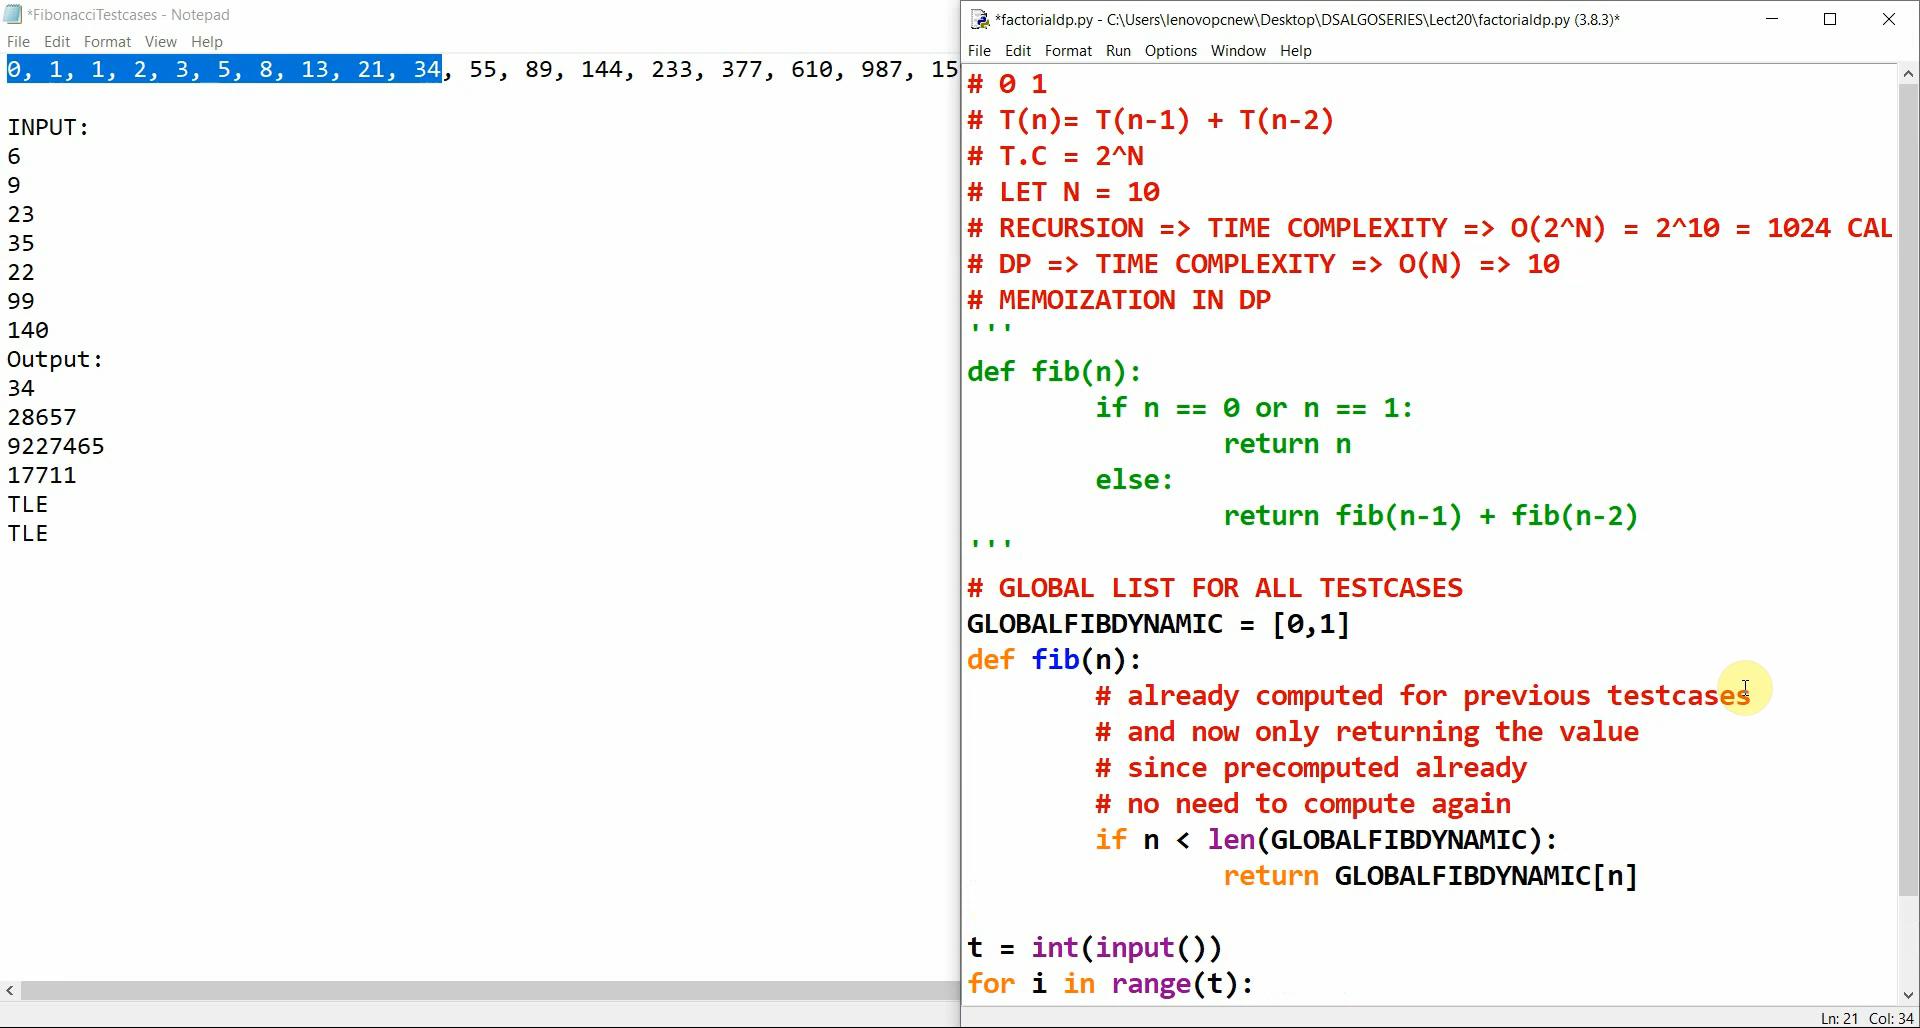 *FibonacciTestcases - Notepad
File Edit Format View Help
0, 1, 1, 2, 3, 5, 8, 13, 21, 34, 55, 89, 144, 233, 377, 610, 987, 15
INPUT:
6
9
23
35
22
99
140
Output:
34
28657
9227465
17711
TLE
TLE
*factorialdp.py - C:\Users\lenovopcnew\Desktop\DSALGOSERIES\Lect20\factorialdp.py (3.8.3)*
File Edit Format Run Options Window Help
# 0 1
# T(n)= T(n-1) + T(n-2)
# T.C = 2^N
# LET N = 10
# RECURSION => TIME COMPLEXITY => O(2^N) = 2^10 = 1024 CAL
# DP => TIME COMPLEXITY => O(N) => 10
# MEMOIZATION IN DP
'''
def fib(n):
        if n == 0 or n == 1:
                return n
        else:
                return fib(n-1) + fib(n-2)
'''
# GLOBAL LIST FOR ALL TESTCASES
GLOBALFIBDYNAMIC = [0,1]
def fib(n):
        # already computed for previous testcases
        # and now only returning the value
        # since precomputed already
        # no need to compute again
        if n < len(GLOBALFIBDYNAMIC):
                return GLOBALFIBDYNAMIC[n]
t = int(input())
for i in range(t):
Ln: 21 Col: 34